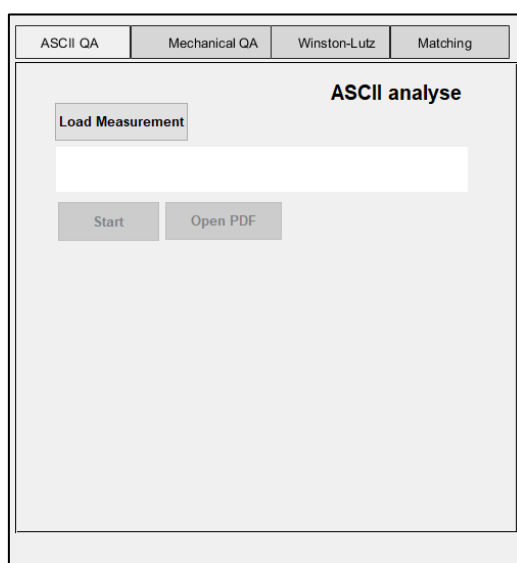 ASCII QA Mechanical QA Winston-Lutz Matching
ASCII analyse
Load Measurement
Start Open PDF